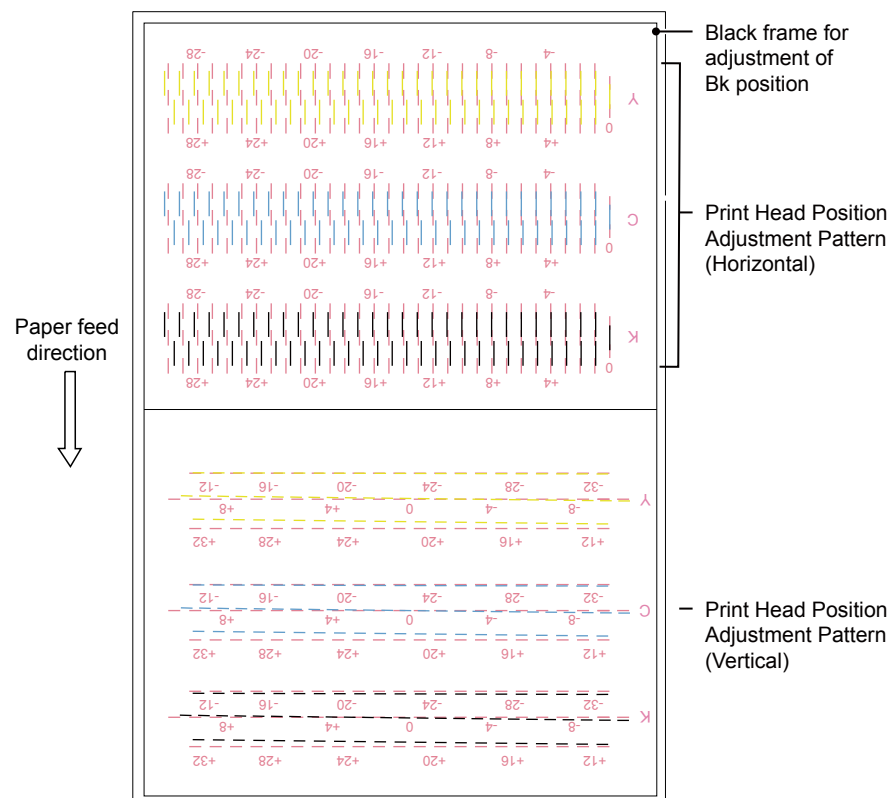 Black frame for
adjustment of
Bk position
-28 -24 -20 -16 -12 -8 -4
Y
+28 +24 +20 +16 +12 +8 +4 0
-28 -24 -20 -16 -12 -8 -4
C
+28 +24 +20 +16 +12 +8 +4 0
-28 -24 -20 -16 -12 -8 -4
K
+28 +24 +20 +16 +12 +8 +4 0
Print Head Position
Adjustment Pattern
(Horizontal)
Paper feed
direction
-12 -16 -20 -24 -28 -32
+8 +4 0 -4 -8 Y
+32 +28 +24 +20 +16 +12
-12 -16 -20 -24 -28 -32
+8 +4 0 -4 -8 C
+32 +28 +24 +20 +16 +12
-12 -16 -20 -24 -28 -32
+8 +4 0 -4 -8 K
+32 +28 +24 +20 +16 +12
Print Head Position
Adjustment Pattern
(Vertical)